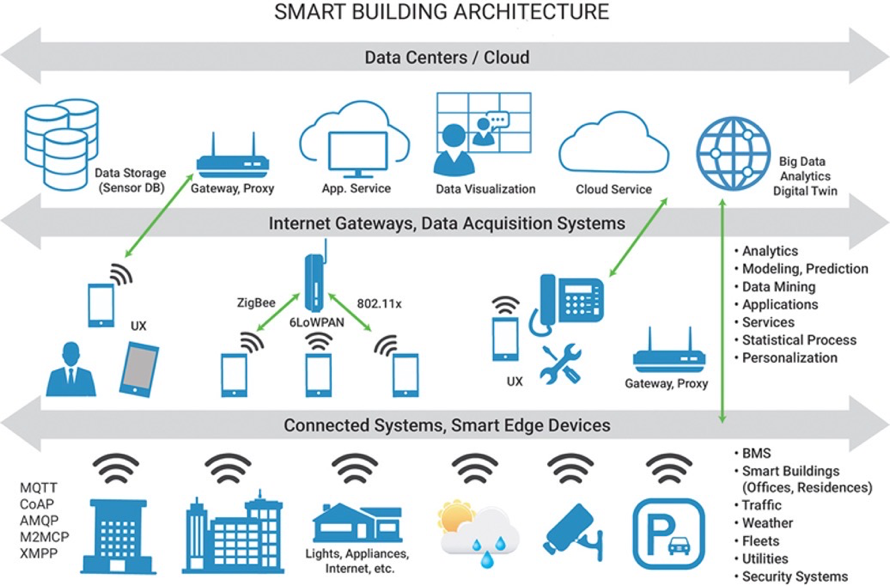 SMART BUILDING ARCHITECTURE
Data Centers / Cloud
Data Storage
(Sensor DB)
Gateway, Proxy
App. Service
Data Visualization
Cloud Service
Big Data
Analytics
Digital Twin
Internet Gateways, Data Acquisition Systems
UX
ZigBee
802.11x
6LoWPAN
UX
Gateway, Proxy
• Analytics
• Modeling, Prediction
• Data Mining
• Applications
• Services
• Statistical Process
• Personalization
Connected Systems, Smart Edge Devices
MQTT
CoAP
AMQP
M2MCP
XMPP
Lights, Appliances,
Internet, etc.
P
• BMS
• Smart Buildings
(Offices, Residences)
• Traffic
• Weather
• Fleets
• Utilities
• Security Systems